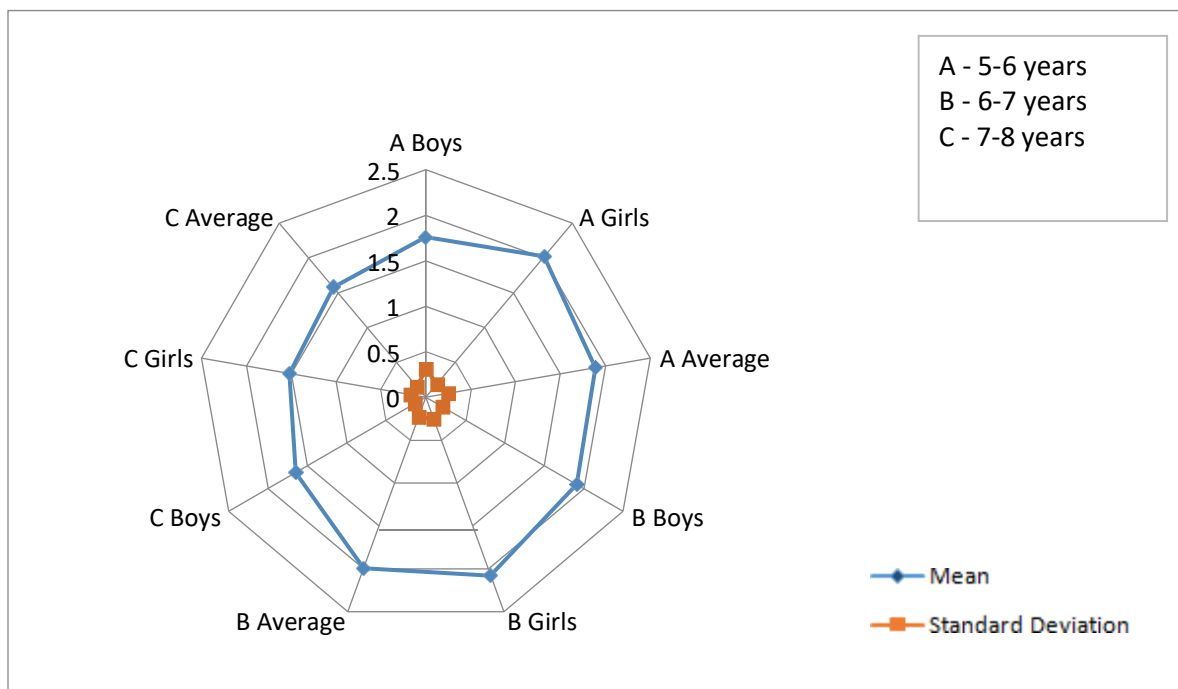 A - 5-6 years
B - 6-7 years
C - 7-8 years
A Boys
2.5
C Average
2
A Girls
1.5
1
C Girls
0.5
A Average
0
C Boys
B Boys
B Average
B Girls
Mean
Standard Deviation